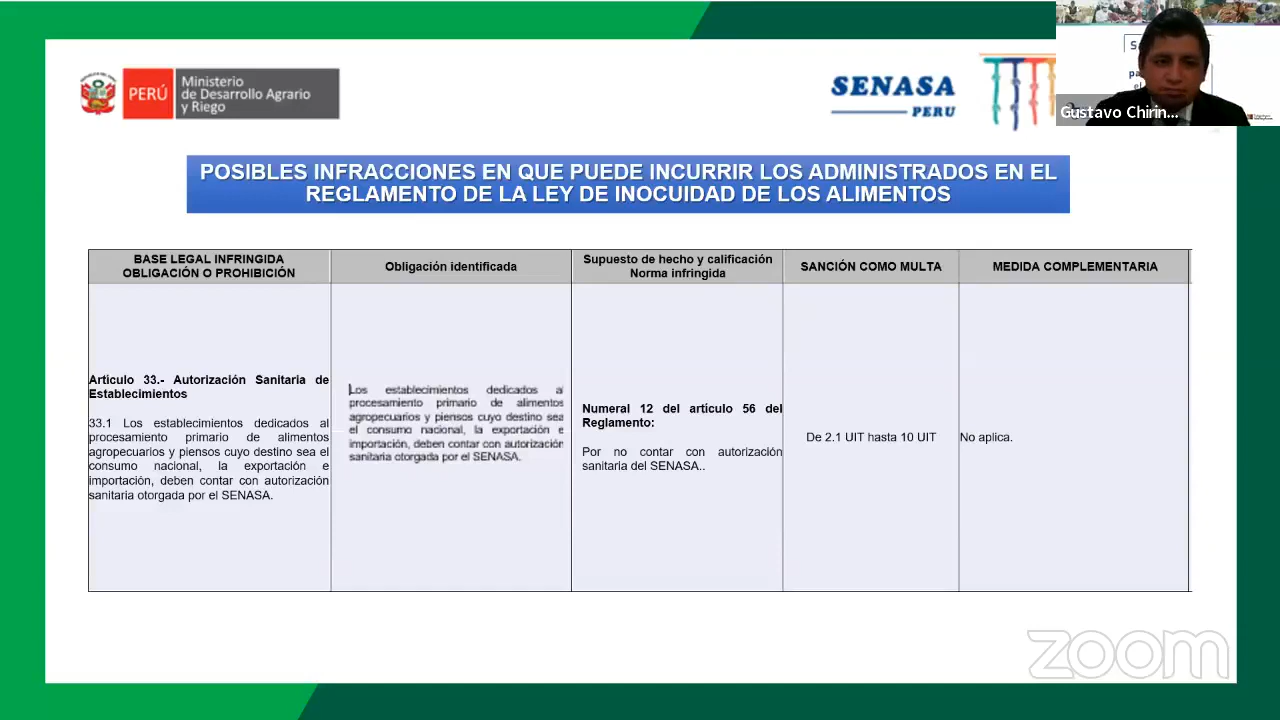 PERÚ
Ministerio
de Desarrollo Agrario
y Riego
SENASA
PERU
Gustavo Chirin...
POSIBLES INFRACCIONES EN QUE PUEDE INCURRIR LOS ADMINISTRADOS EN EL
REGLAMENTO DE LA LEY DE INOCUIDAD DE LOS ALIMENTOS
BASE LEGAL INFRINGIDA
OBLIGACIÓN O PROHIBICIÓN
Obligación identificada
Supuesto de hecho y calificación
Norma infringida
SANCIÓN COMO MULTA
MEDIDA COMPLEMENTARIA
Artículo 33.- Autorización Sanitaria de
Establecimientos
33.1 Los establecimientos dedicados al
procesamiento primario de alimentos
agropecuarios y piensos cuyo destino sea el
consumo nacional, la exportación e
importación, deben contar con autorización
sanitaria otorgada por el SENASA.
Los establecimientos dedicados al
procesamiento primario de alimentos
agropecuarios y piensos cuyo destino sea
el consumo nacional, la exportación e
importación, deben contar con autorización
sanitaria otorgada por el SENASA.
Numeral 12 del artículo 56 del
Reglamento:
Por no contar con autorización
sanitaria del SENASA..
De 2.1 UIT hasta 10 UIT
No aplica.
zoom